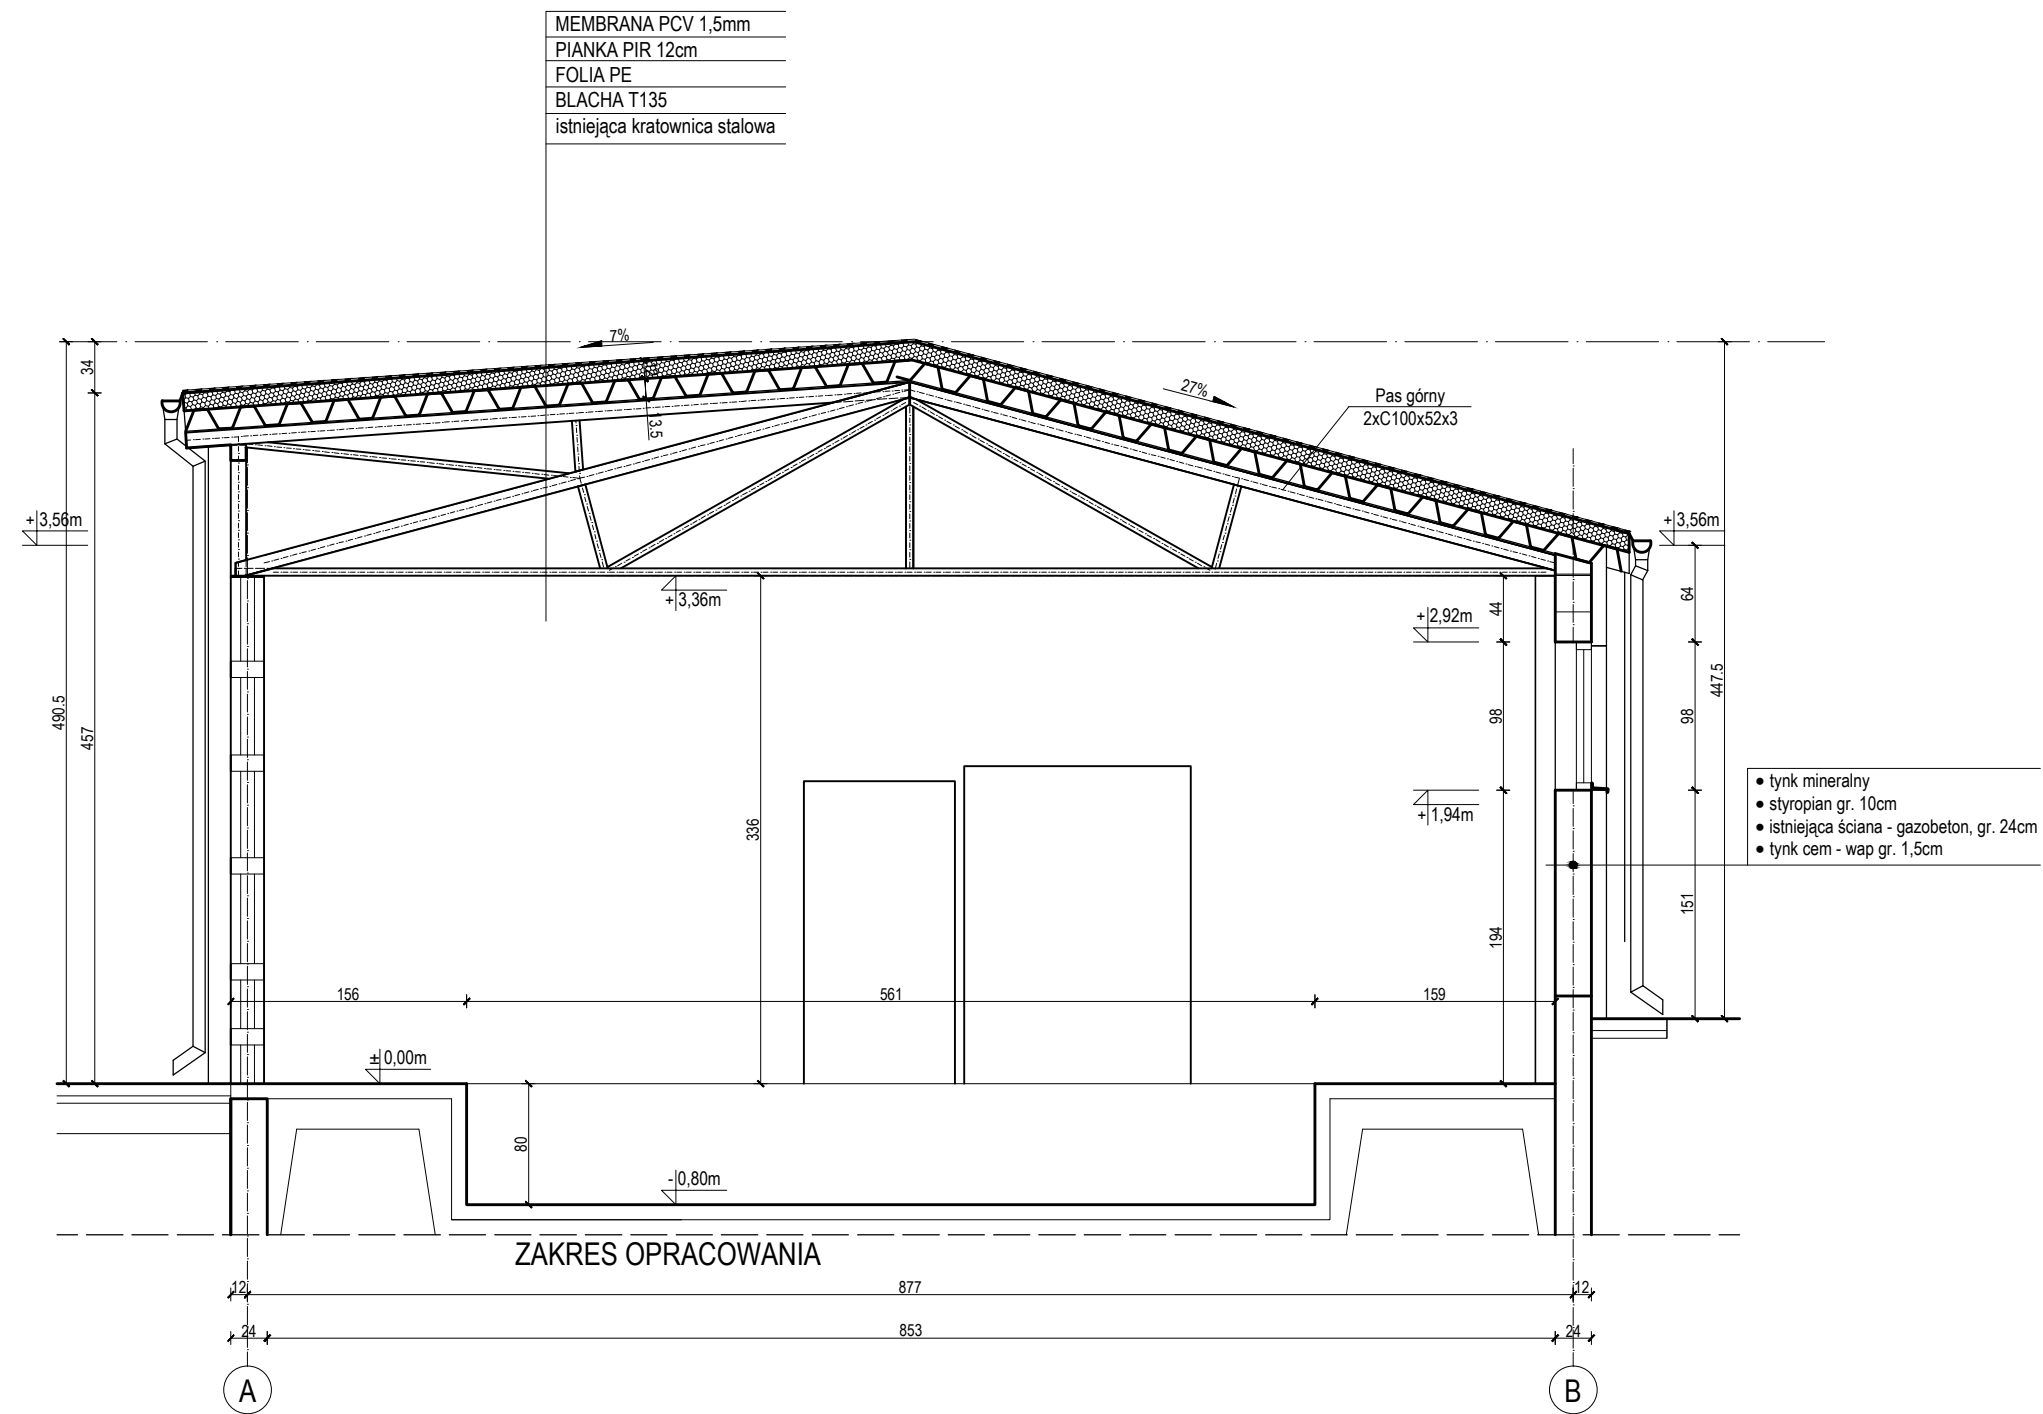 MEMBRANA PCV 1,5mm
PIANKA PIR 12cm
FOLIA PE
BLACHA T135
istniejąca kratownica stalowa
7%
34
27%
Pas górny
2xC100x52x3
+3,56m
+3,56m
+3,36m
44
64
+2,92m
490.5
457
98
98
447.5
• tynk mineralny
• styropian gr. 10cm
• istniejąca ściana - gazobeton, gr. 24cm
• tynk cem - wap gr. 1,5cm
+1,94m
336
194
151
156
561
159
±0,00m
80
-0,80m
ZAKRES OPRACOWANIA
12
877
12
24
853
24
A
B